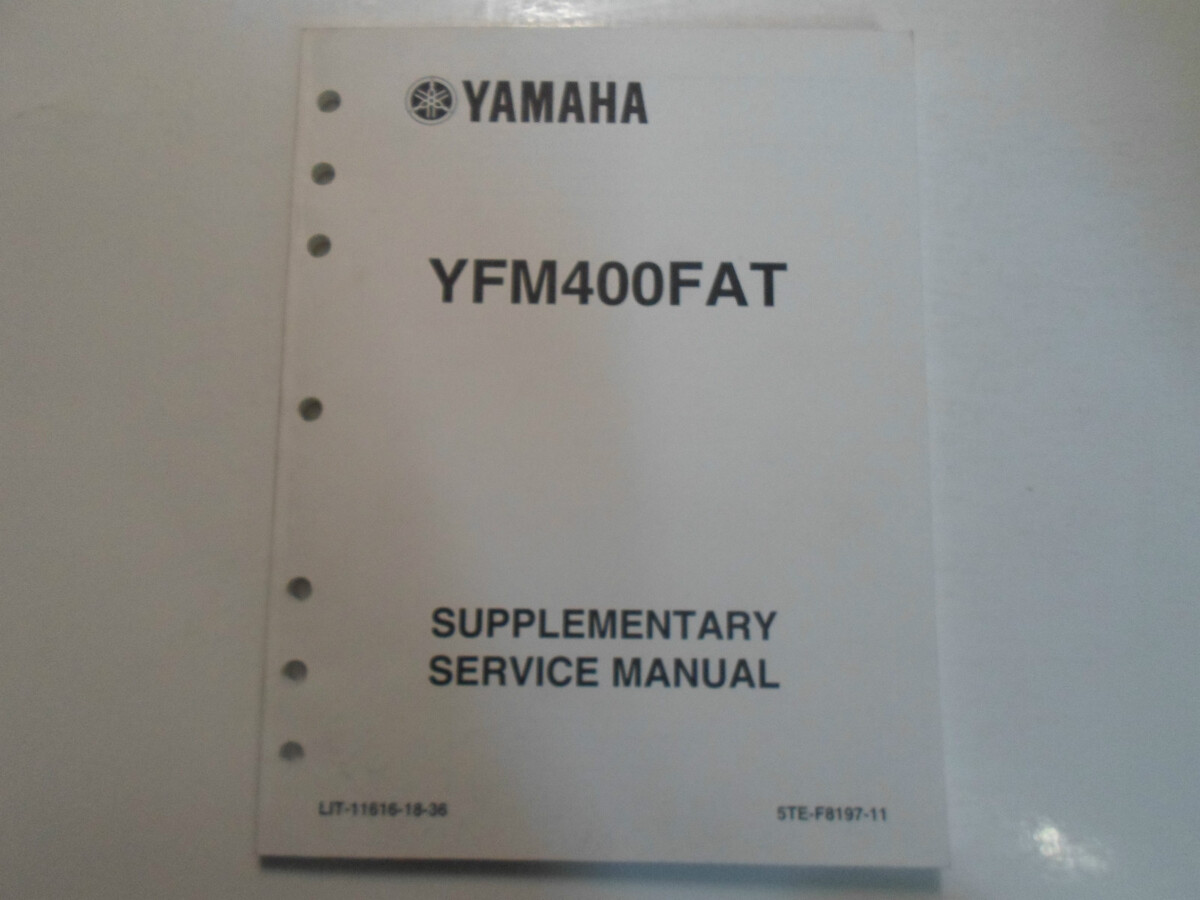 YAMAHA
YFM400FAT
SUPPLEMENTARY
SERVICE MANUAL
LIT-11616-18-36
5TE-F8197-11